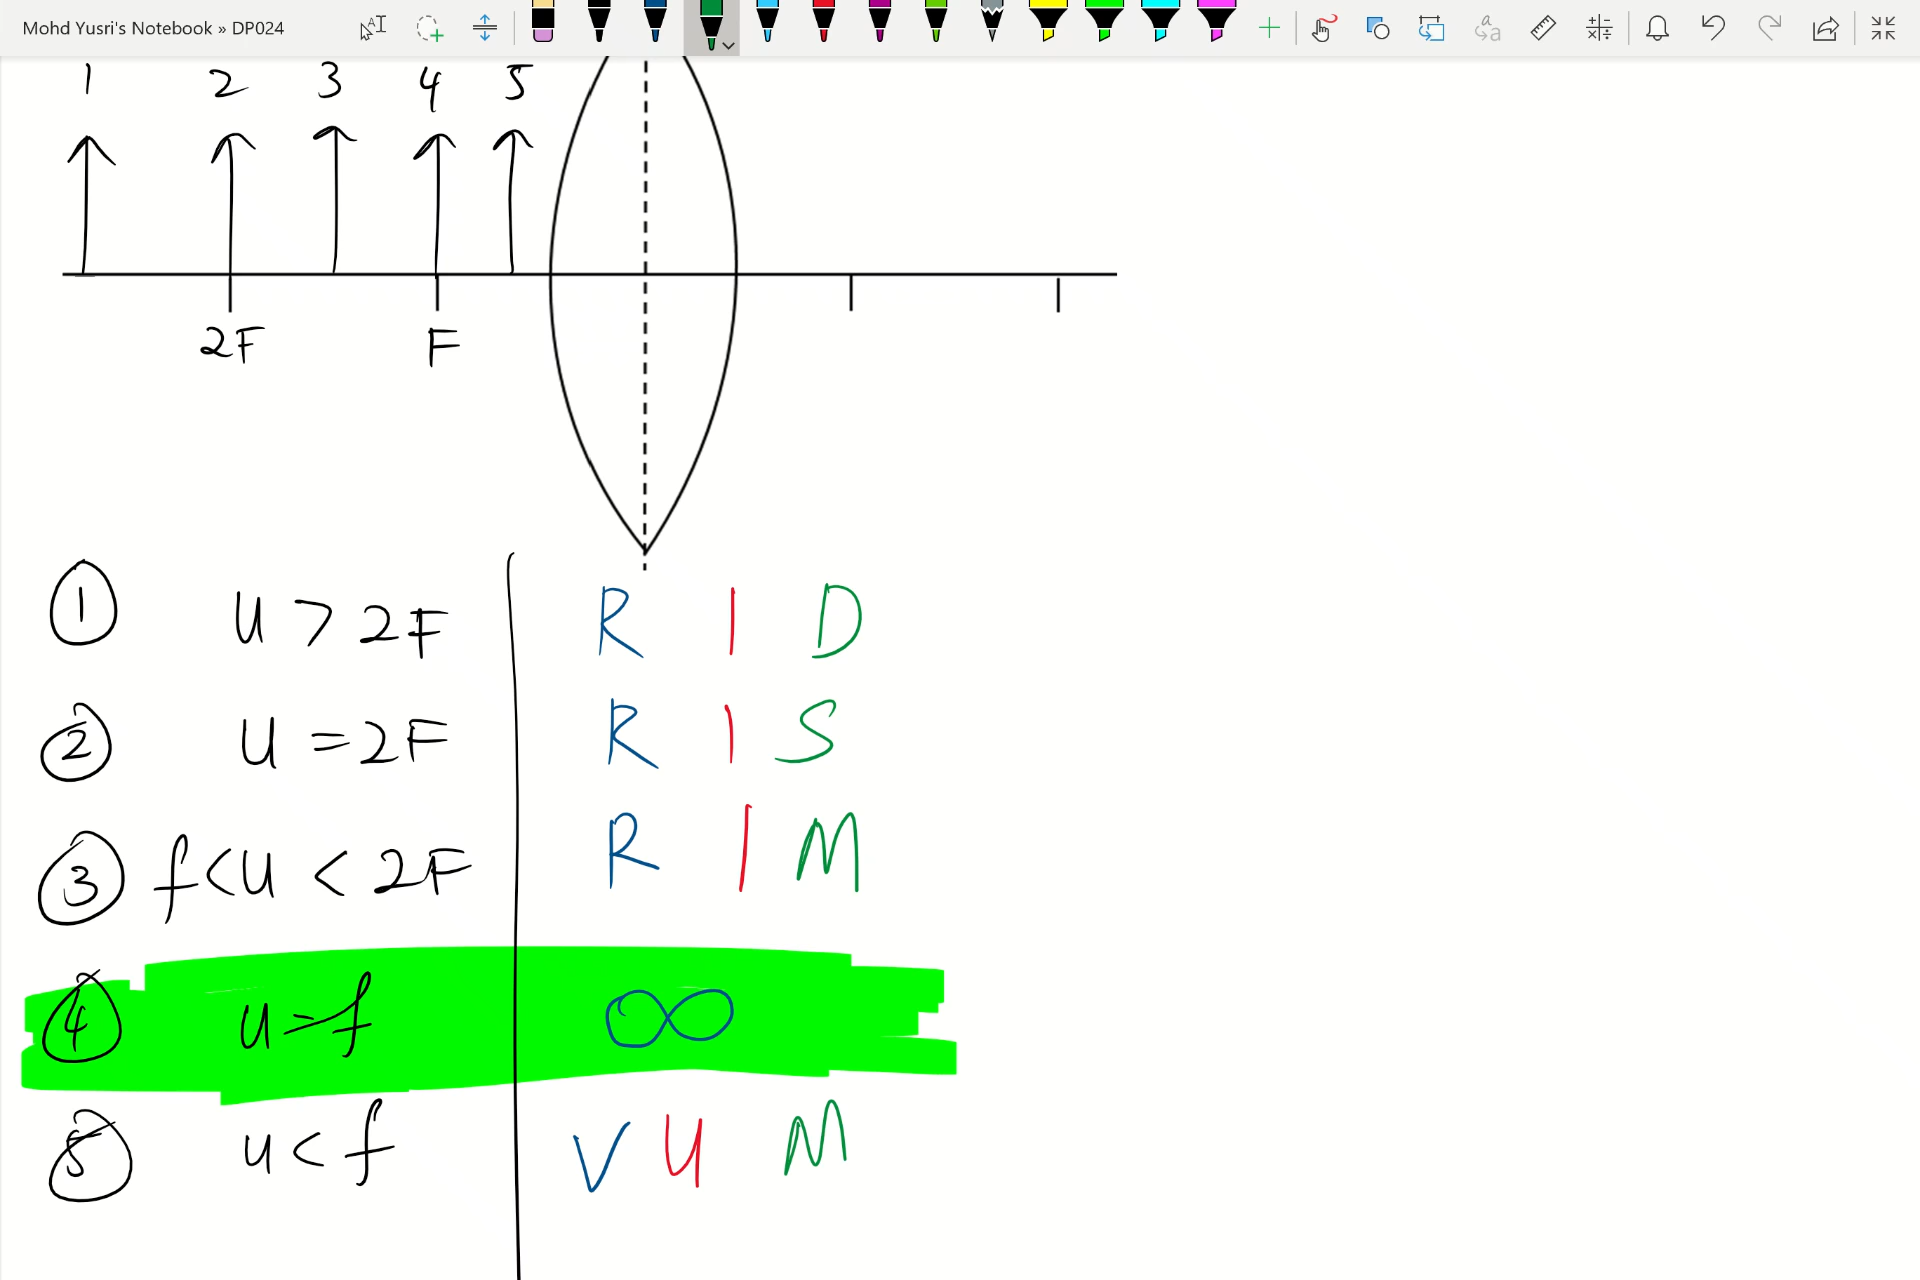 Mohd Yusri's Notebook » DP024
1 2 3 4 5
2F F
1 u > 2F R I D
2 u = 2F R I S
3 f < u < 2F R I M
4 u = f ∞
5 u < f V U M